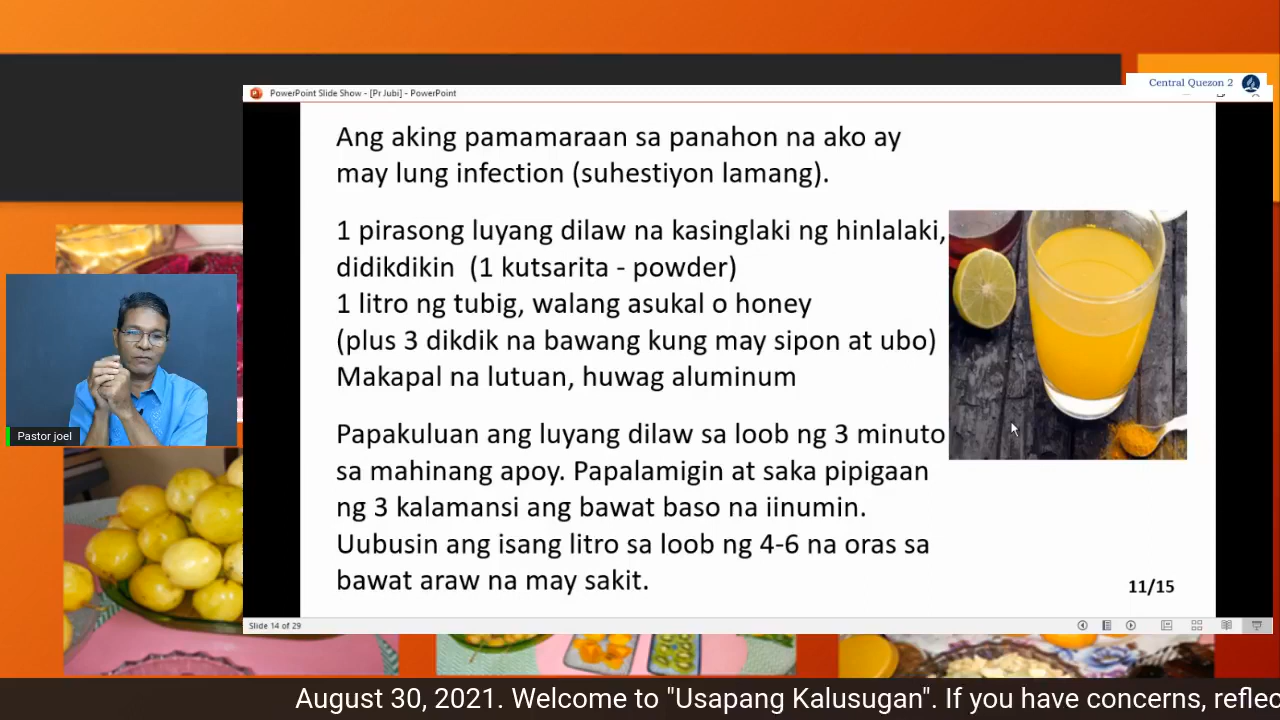 Central Quezon 2
PowerPoint Slide Show - [Pr Jubi] - PowerPoint
Ang aking pamamaraan sa panahon na ako ay
may lung infection (suhestiyon lamang).
1 pirasong luyang dilaw na kasinglaki ng hinlalaki,
didikdikin (1 kutsarita - powder)
1 litro ng tubig, walang asukal o honey
(plus 3 dikdik na bawang kung may sipon at ubo)
Makapal na lutuan, huwag aluminum
Papakuluan ang luyang dilaw sa loob ng 3 minuto
sa mahinang apoy. Papalamigin at saka pipigaan
ng 3 kalamansi ang bawat baso na iinumin.
Uubusin ang isang litro sa loob ng 4-6 na oras sa
bawat araw na may sakit.
11/15
Pastor joel
Slide 14 of 29
August 30, 2021. Welcome to "Usapang Kalusugan". If you have concerns, reflec